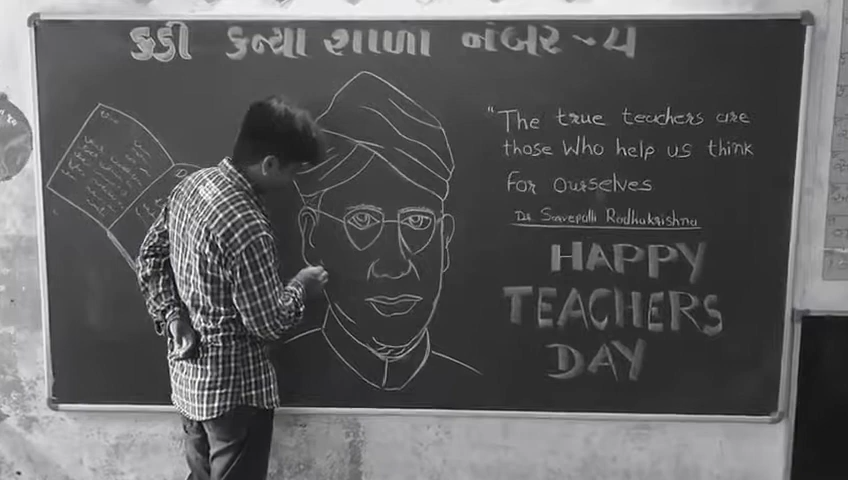 કડી કન્યા શાળા નંબર - ૫
"The true teachers are
those Who help us think
For Ourselves
Dr Sarvepalli Radhakrishna
HAPPY
TEACHERS
DAY